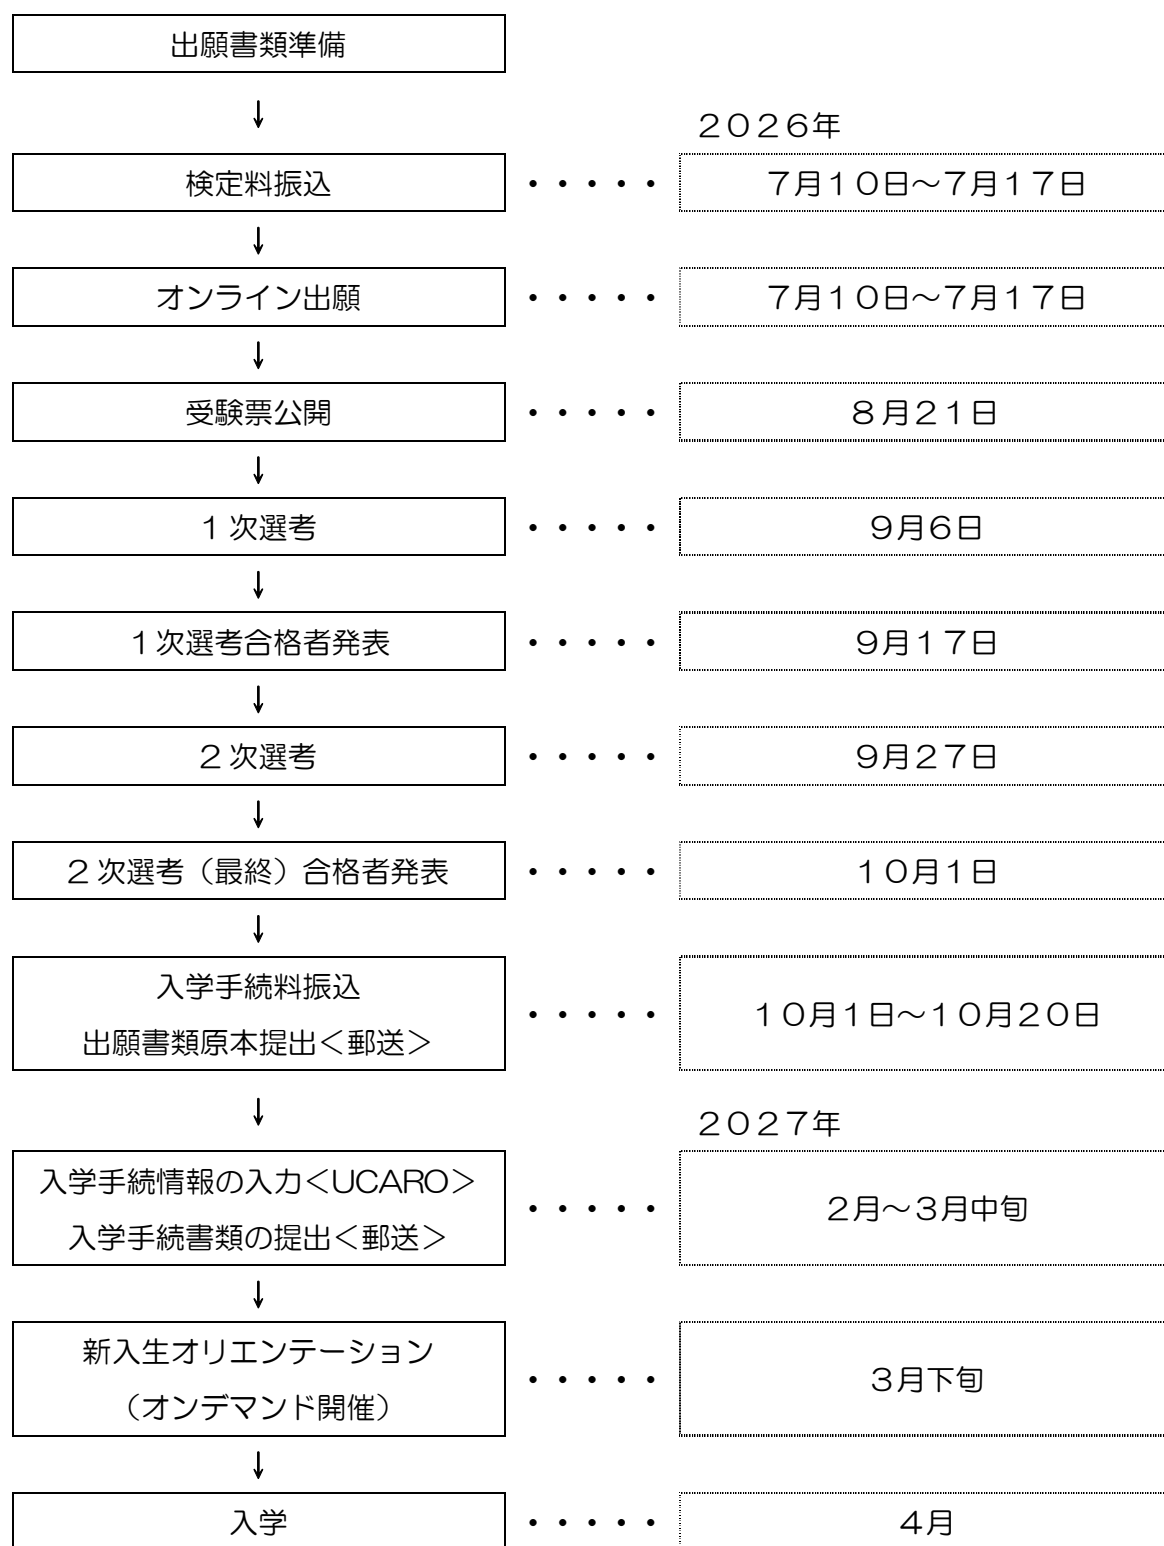 出願書類準備
↓
２０２６年
検定料振込 ・・・・・ ７月１０日～７月１７日
↓
オンライン出願 ・・・・・ ７月１０日～７月１７日
↓
受験票公開 ・・・・・ ８月２１日
↓
１次選考 ・・・・・ ９月６日
↓
１次選考合格者発表 ・・・・・ ９月１７日
↓
２次選考 ・・・・・ ９月２７日
↓
２次選考（最終）合格者発表 ・・・・・ １０月１日
↓
入学手続料振込
出願書類原本提出＜郵送＞
・・・・・ １０月１日～１０月２０日
↓
２０２７年
入学手続情報の入力＜UCARO＞
入学手続書類の提出＜郵送＞
・・・・・ ２月～３月中旬
↓
新入生オリエンテーション
（オンデマンド開催）
・・・・・ ３月下旬
↓
入学 ・・・・・ ４月